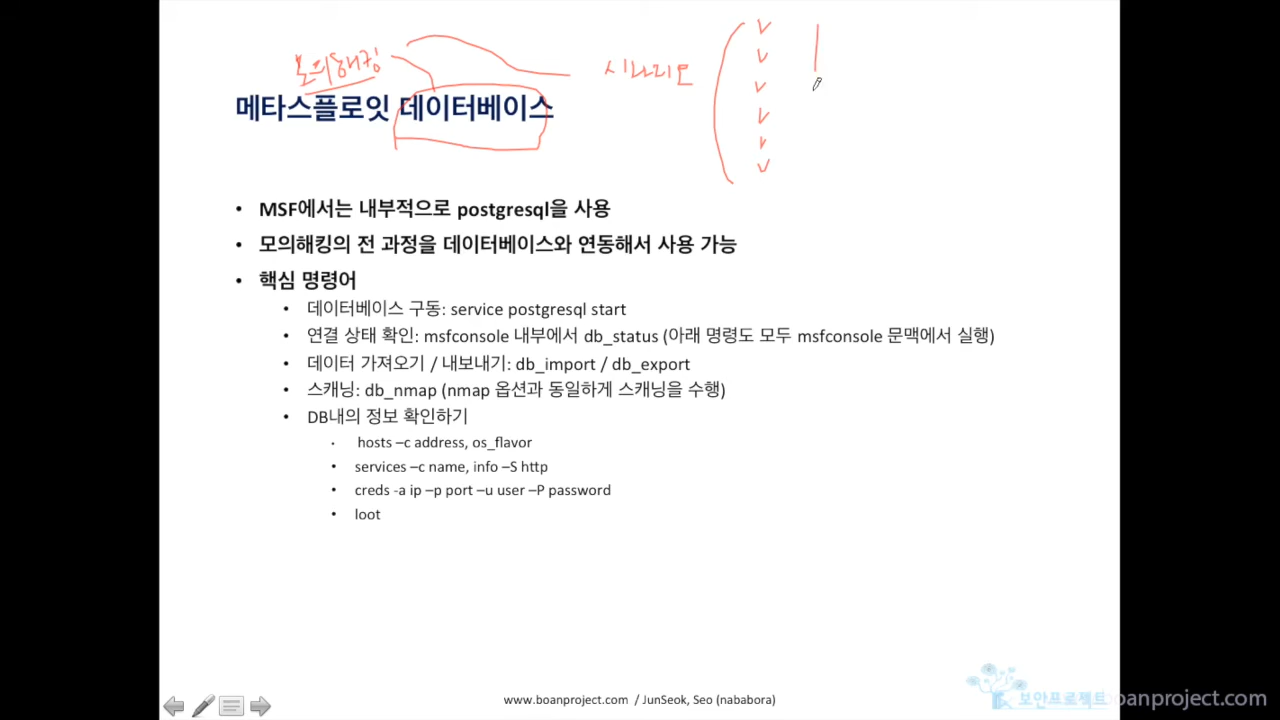 모의해킹
시나리오
메타스플로잇 데이터베이스
• MSF에서는 내부적으로 postgresql을 사용
• 모의해킹의 전 과정을 데이터베이스와 연동해서 사용 가능
• 핵심 명령어
• 데이터베이스 구동: service postgresql start
• 연결 상태 확인: msfconsole 내부에서 db_status (아래 명령도 모두 msfconsole 문맥에서 실행)
• 데이터 가져오기 / 내보내기: db_import / db_export
• 스캐닝: db_nmap (nmap 옵션과 동일하게 스캐닝을 수행)
• DB내의 정보 확인하기
• hosts –c address, os_flavor
• services –c name, info –S http
• creds -a ip –p port –u user –P password
• loot
www.boanproject.com / JunSeok, Seo (nababora)
보안프로젝트
boanproject.com